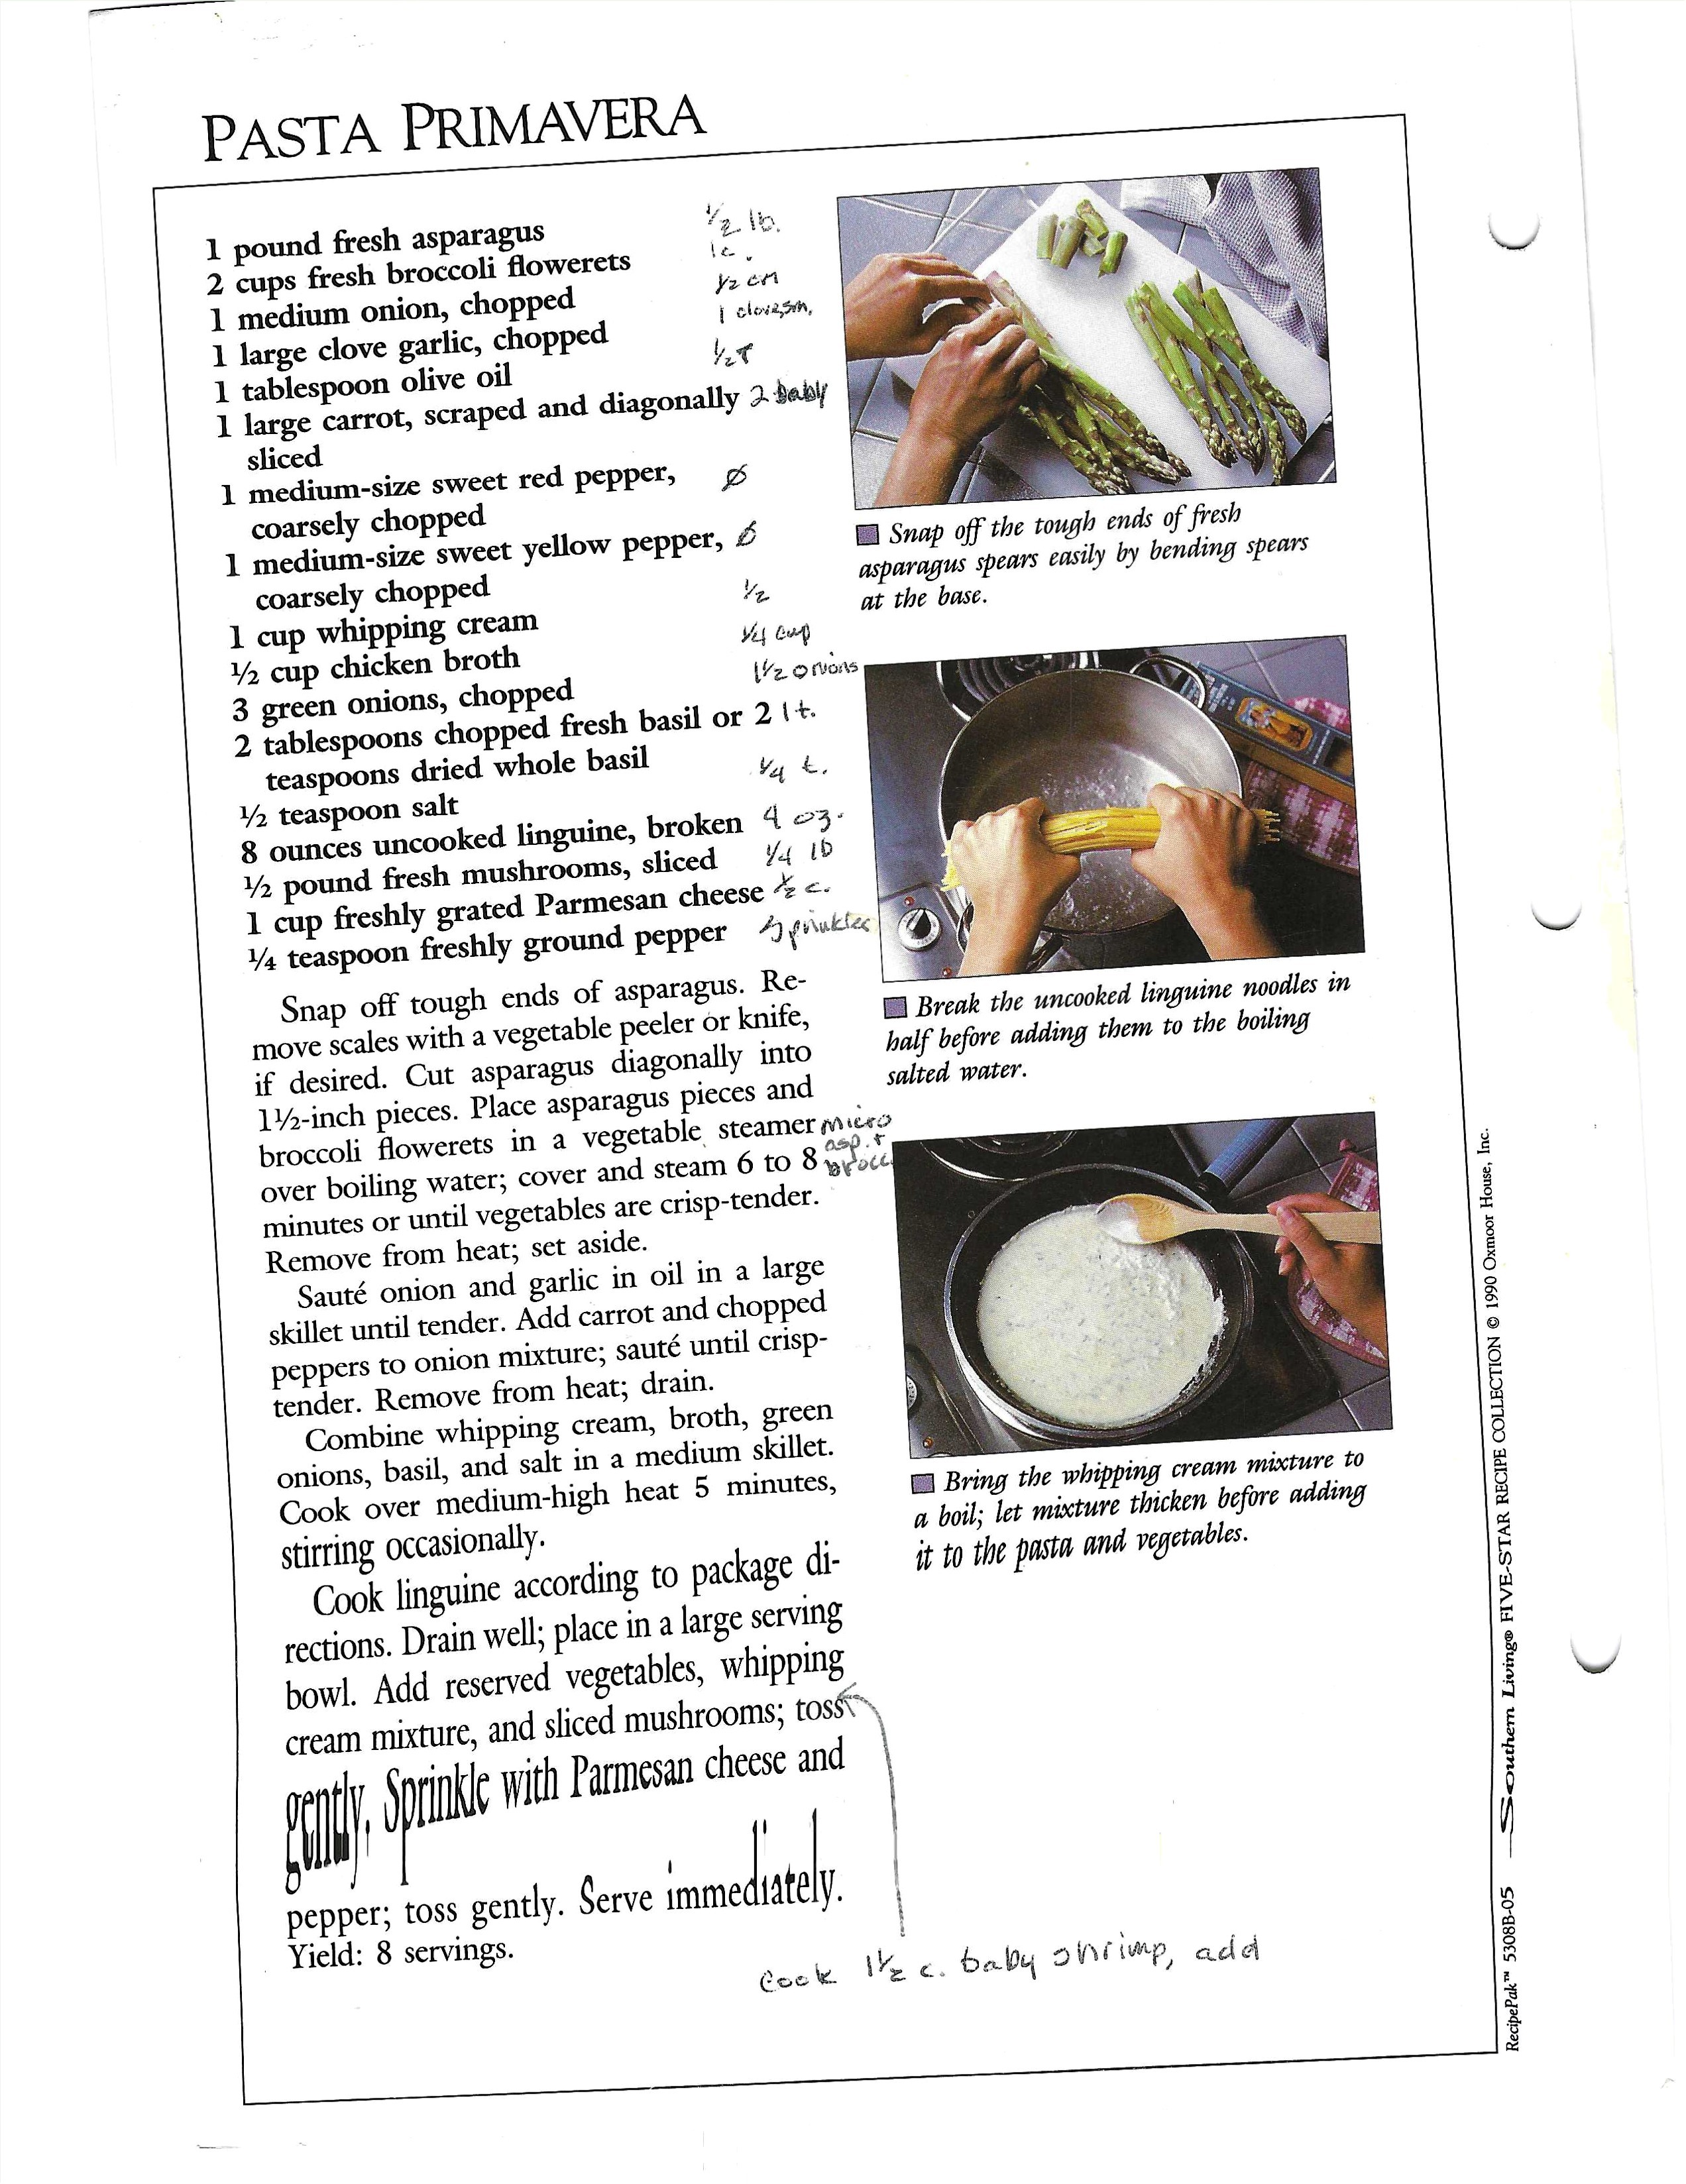 PASTA PRIMAVERA
1 pound fresh asparagus ½ lb.
2 cups fresh broccoli flowerets 1c.
1 medium onion, chopped ½ on
1 large clove garlic, chopped 1 clove, sm.
1 tablespoon olive oil ½ T
1 large carrot, scraped and diagonally 2 baby
sliced
1 medium-size sweet red pepper, ∅
coarsely chopped
1 medium-size sweet yellow pepper, ∅
coarsely chopped
1 cup whipping cream ½
½ cup chicken broth ¼ cup
3 green onions, chopped 1½ onions
2 tablespoons chopped fresh basil or 2 1 t.
teaspoons dried whole basil
½ teaspoon salt ¼ t.
8 ounces uncooked linguine, broken 4 oz.
½ pound fresh mushrooms, sliced ¼ lb
1 cup freshly grated Parmesan cheese ½ c.
¼ teaspoon freshly ground pepper sprinkles
Snap off tough ends of asparagus. Re-
move scales with a vegetable peeler or knife,
if desired. Cut asparagus diagonally into
1½-inch pieces. Place asparagus pieces and
broccoli flowerets in a vegetable steamer
over boiling water; cover and steam 6 to 8
minutes or until vegetables are crisp-tender.
Remove from heat; set aside.
micro
asp. +
brocc.
Sauté onion and garlic in oil in a large
skillet until tender. Add carrot and chopped
peppers to onion mixture; sauté until crisp-
tender. Remove from heat; drain.
Combine whipping cream, broth, green
onions, basil, and salt in a medium skillet.
Cook over medium-high heat 5 minutes,
stirring occasionally.
Cook linguine according to package di-
rections. Drain well; place in a large serving
bowl. Add reserved vegetables, whipping
cream mixture, and sliced mushrooms; toss
gently. Sprinkle with Parmesan cheese and
pepper; toss gently. Serve immediately.
Yield: 8 servings.
Cook 1½ c. baby shrimp, add
Snap off the tough ends of fresh
asparagus spears easily by bending spears
at the base.
Break the uncooked linguine noodles in
half before adding them to the boiling
salted water.
Bring the whipping cream mixture to
a boil; let mixture thicken before adding
it to the pasta and vegetables.
RecipePak™ 5308B-05 Southern Living® FIVE-STAR RECIPE COLLECTION © 1990 Oxmoor House, Inc.